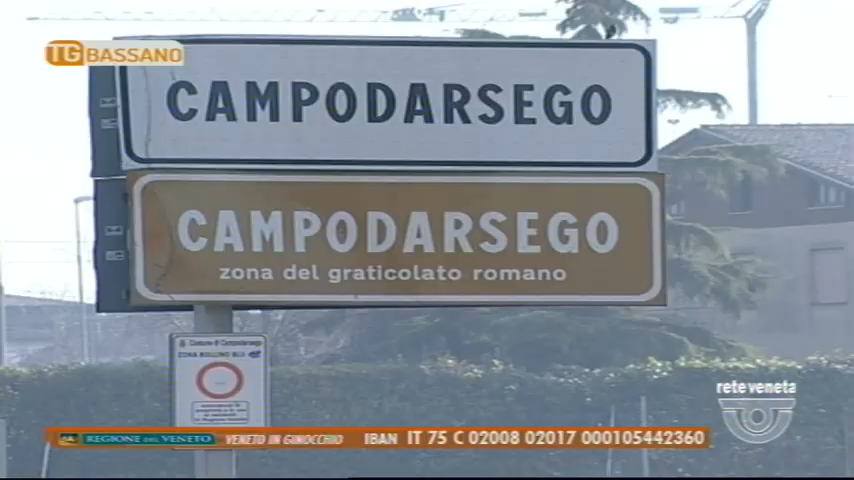 TG BASSANO
CAMPODARSEGO
CAMPODARSEGO
zona del graticolato romano
Comune di Campodarsego
ZONA BOLLINO BLU
rete veneta
REGIONE DEL VENETO VENETO IN GINOCCHIO IBAN IT 75 C 02008 02017 000105442360